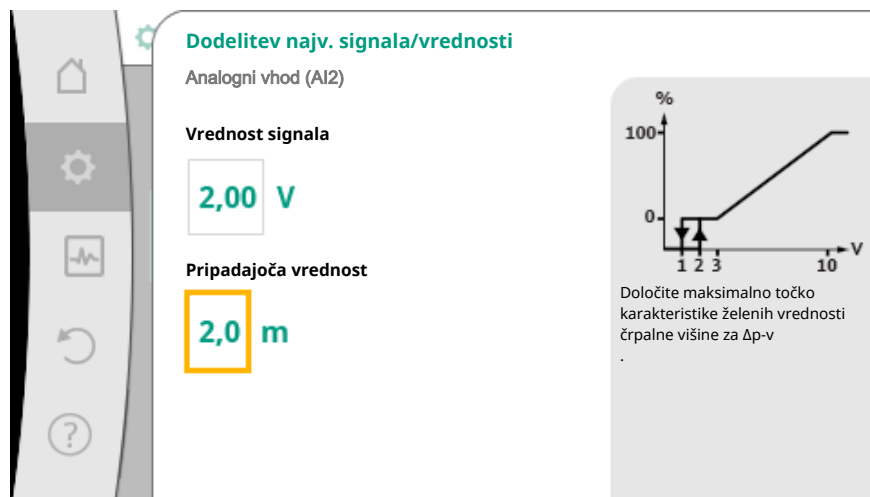 Dodelitev najv. signala/vrednosti
Analogni vhod (AI2)
Vrednost signala
2,00 V
Pripadajoča vrednost
2,0 m
%
100
0
1 2 3 10 V
Določite maksimalno točko
karakteristike želenih vrednosti
črpalne višine za Δp-v
.
?